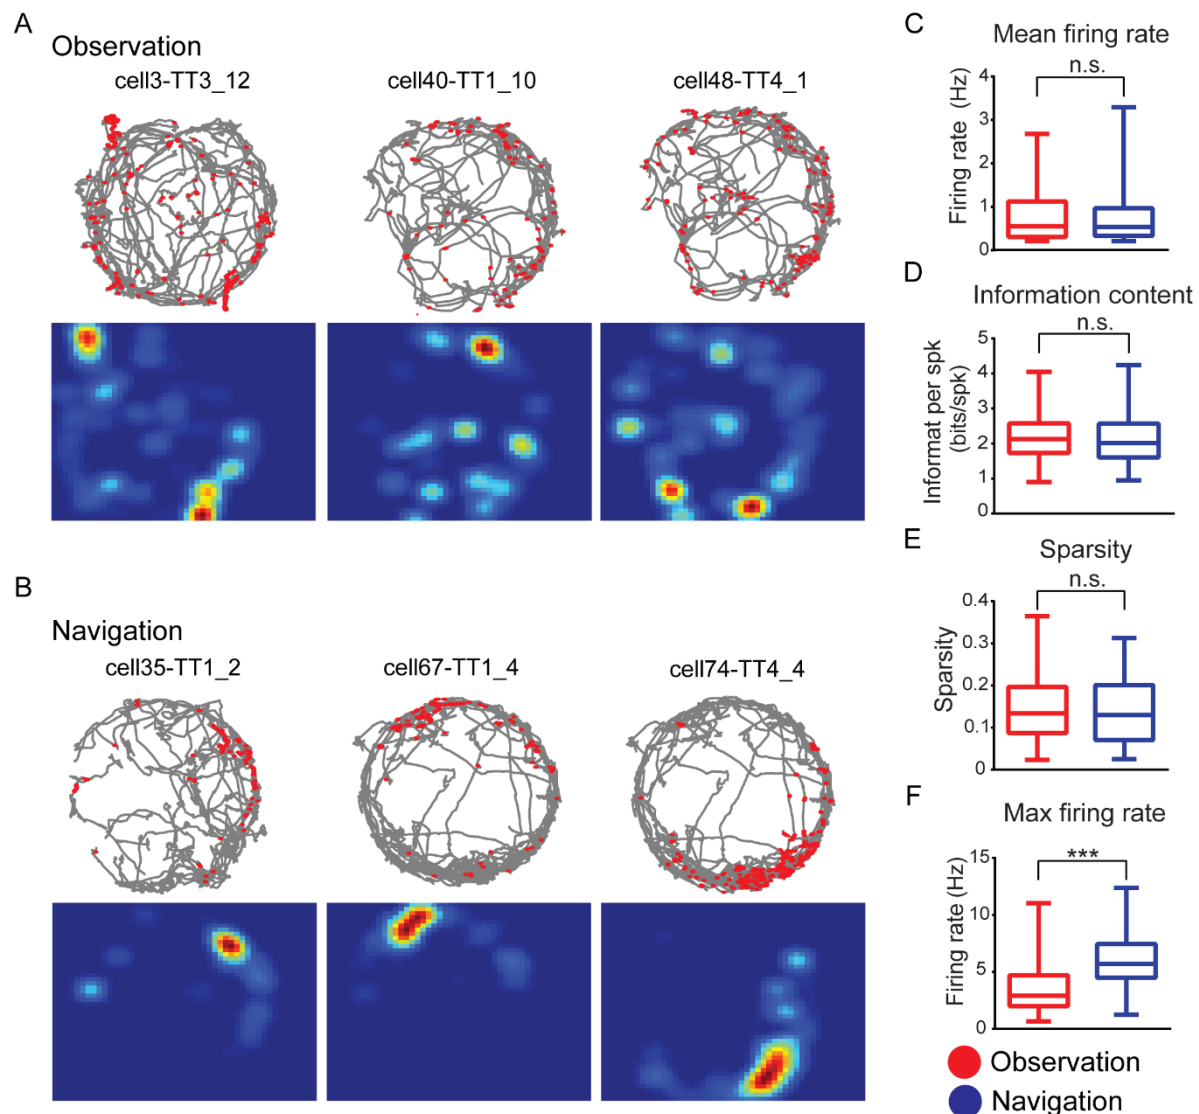 A
Observation
cell3-TT3_12
cell40-TT1_10
cell48-TT4_1
B
Navigation
cell35-TT1_2
cell67-TT1_4
cell74-TT4_4
C
Mean firing rate
n.s.
Firing rate (Hz)
4
3
2
1
0
D
Information content
n.s.
Informat per spk
(bits/spk)
5
4
3
2
1
0
E
Sparsity
n.s.
Sparsity
0.4
0.3
0.2
0.1
0
F
Max firing rate
***
Firing rate (Hz)
15
10
5
0
Observation
Navigation